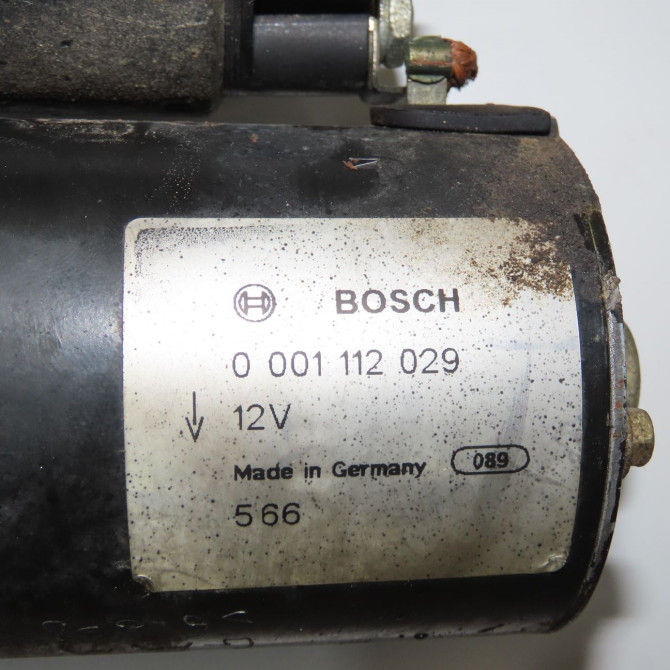 BOSCH
0 001 112 029
12V
Made in Germany 089
566